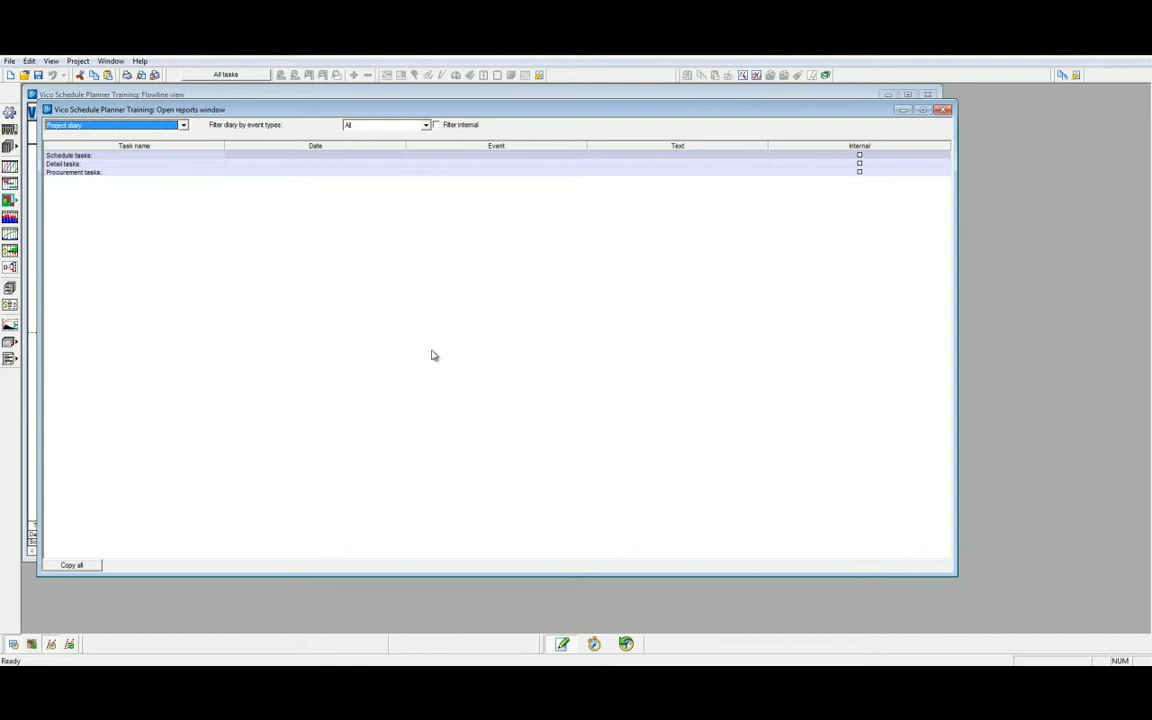 File Edit View Project Window Help
All tasks
Vico Schedule Planner Training: Flowline view
Vico Schedule Planner Training: Open reports window
Project diary Filter diary by event types: All Filter internal
Task name Date Event Text Internal
Schedule tasks:
Detail tasks:
Procurement tasks:
Copy all
Ready NUM